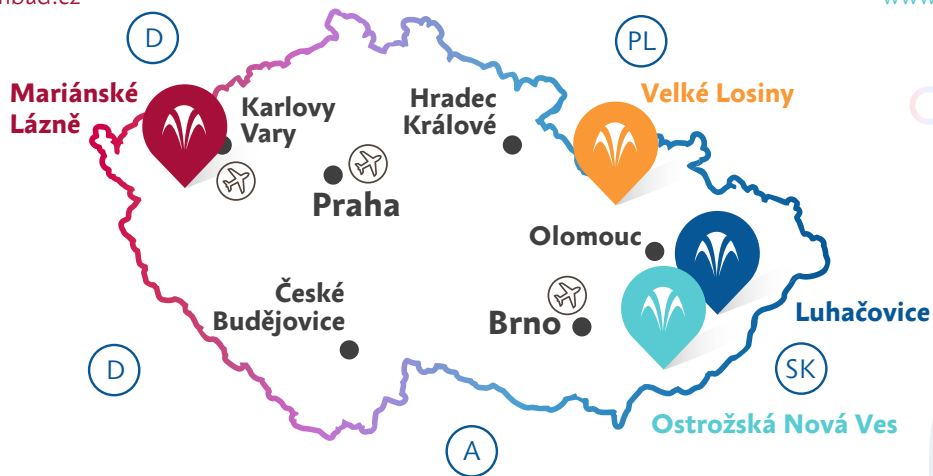 D
PL
Mariánské
Lázně
Karlovy
Vary
Hradec
Králové
Velké Losiny
Praha
Olomouc
České
Budějovice
Brno
Luhačovice
D
SK
Ostrožská Nová Ves
A